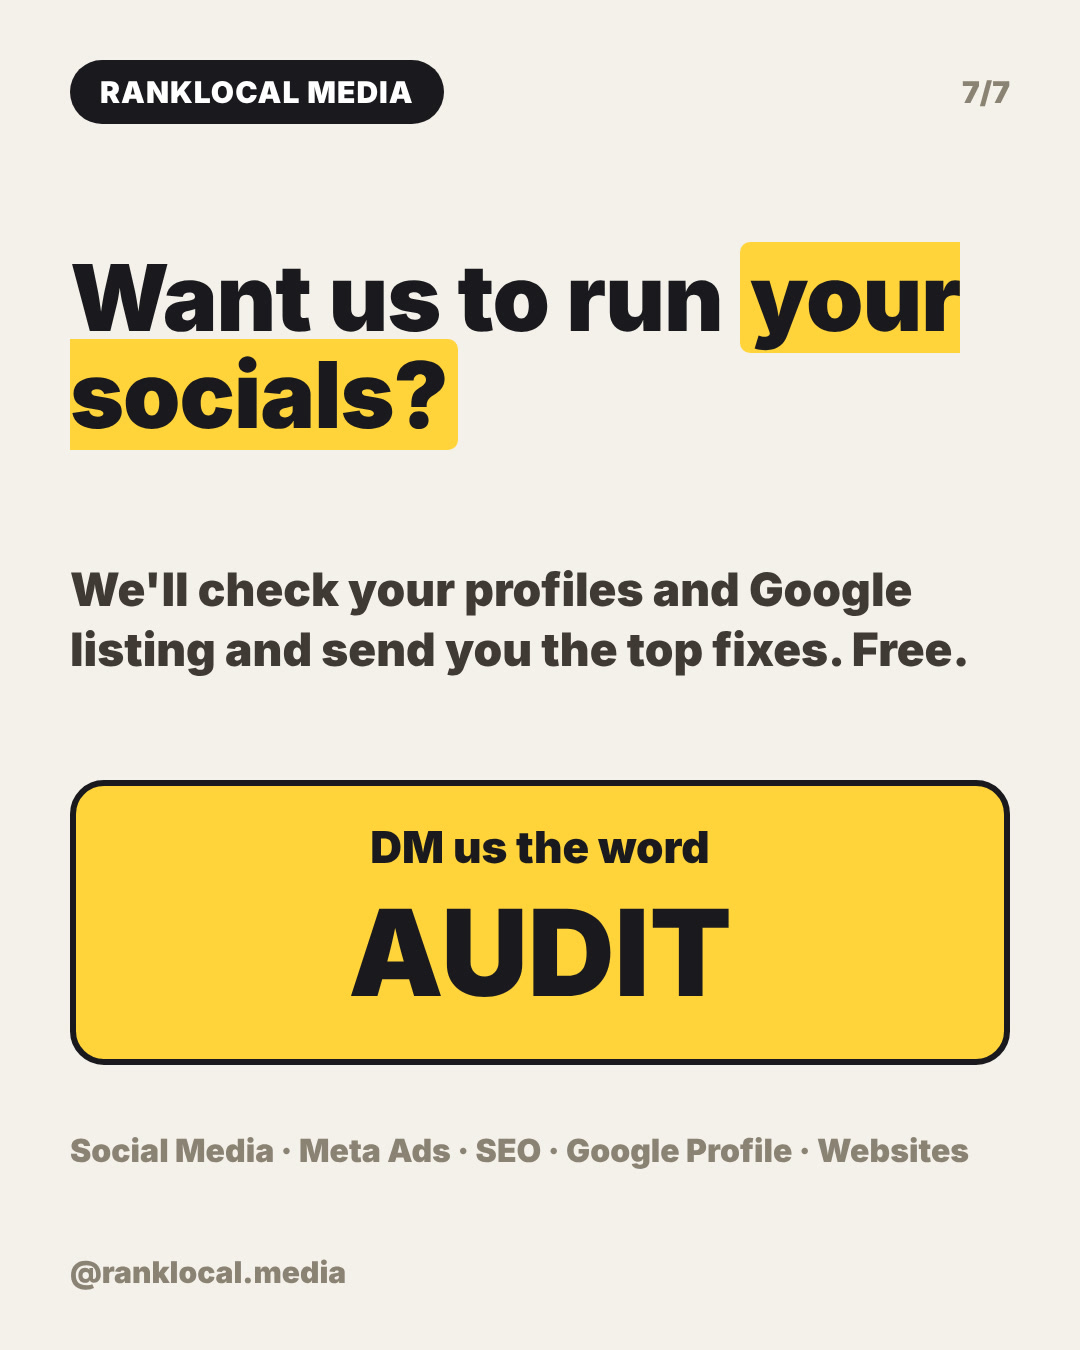 RANKLOCAL MEDIA
7/7
Want us to run your
socials?
We'll check your profiles and Google
listing and send you the top fixes. Free.
DM us the word
AUDIT
Social Media · Meta Ads · SEO · Google Profile · Websites
@ranklocal.media